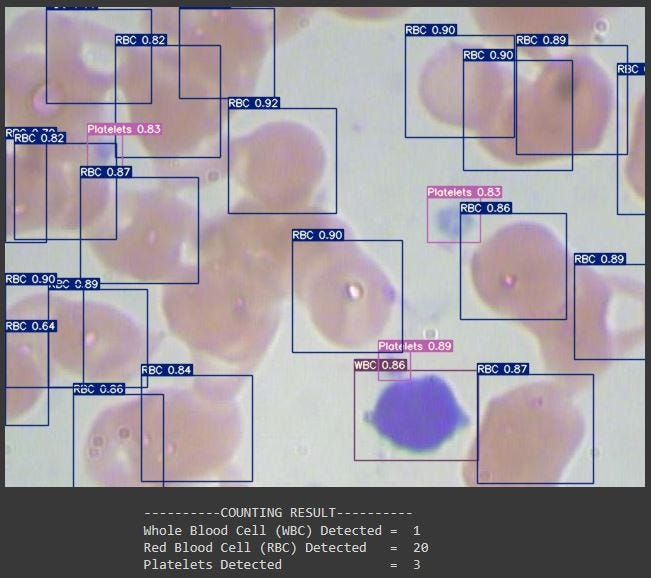 RBC 0.82
RBC 0.90
RBC 0.89
RBC 0.90
RBC
RBC 0.92
Platelets 0.83
RBC 0.82
RBC 0.87
Platelets 0.83
RBC 0.86
RBC 0.90
RBC 0.89
RBC 0.90
RBC 0.89
RBC 0.64
Platelets 0.89
WBC 0.86
RBC 0.84
RBC 0.87
RBC 0.86
----------COUNTING RESULT----------
Whole Blood Cell (WBC) Detected = 1
Red Blood Cell (RBC) Detected = 20
Platelets Detected = 3